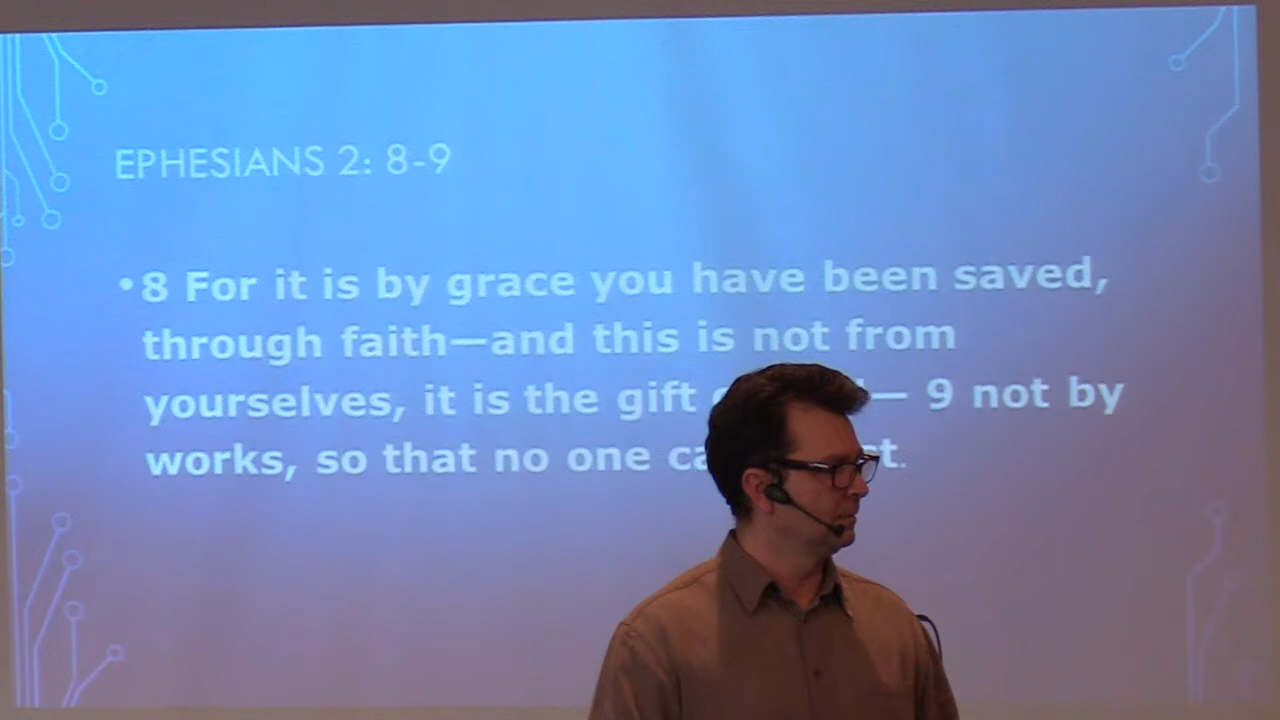 EPHESIANS 2: 8-9
•8 For it is by grace you have been saved,
through faith—and this is not from
yourselves, it is the gift — 9 not by
works, so that no one